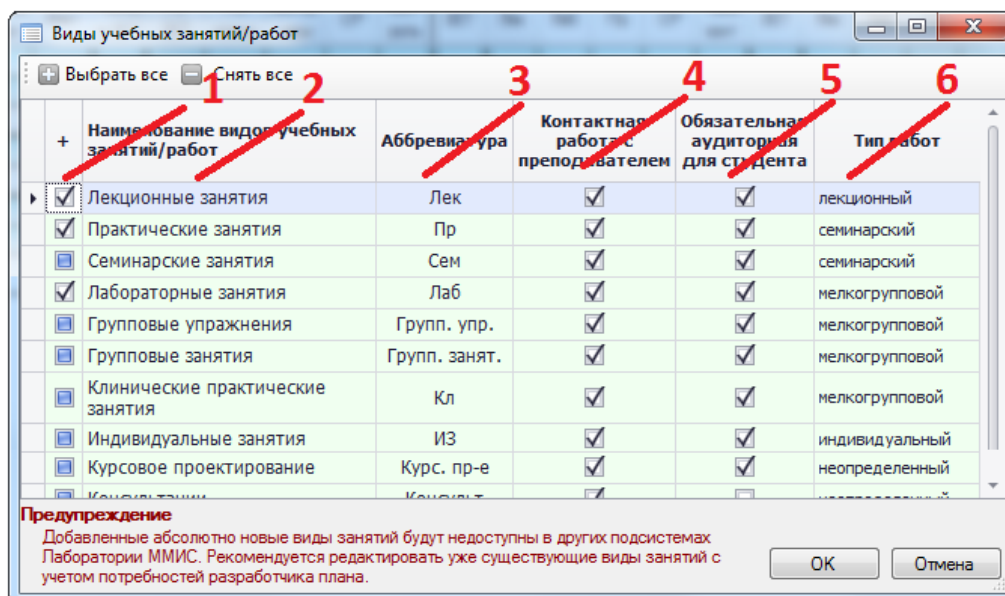 Виды учебных занятий/работ
Выбрать все Снять все
1 2 3 4 5 6
+ Наименование видов учебных занятий/работ Аббревиатура Контактная работа с преподавателем Обязательная аудиторная для студента Тип работ
Лекционные занятия Лек лекционный
Практические занятия Пр семинарский
Семинарские занятия Сем семинарский
Лабораторные занятия Лаб мелкогрупповой
Групповые упражнения Групп. упр. мелкогрупповой
Групповые занятия Групп. занят. мелкогрупповой
Клинические практические
занятия Кл мелкогрупповой
Индивидуальные занятия ИЗ индивидуальный
Курсовое проектирование Курс. пр-е неопределенный
Консультации Консульт
Предупреждение
Добавленные абсолютно новые виды занятий будут недоступны в других подсистемах
Лаборатории ММИС. Рекомендуется редактировать уже существующие виды занятий с
учетом потребностей разработчика плана.
OK Отмена